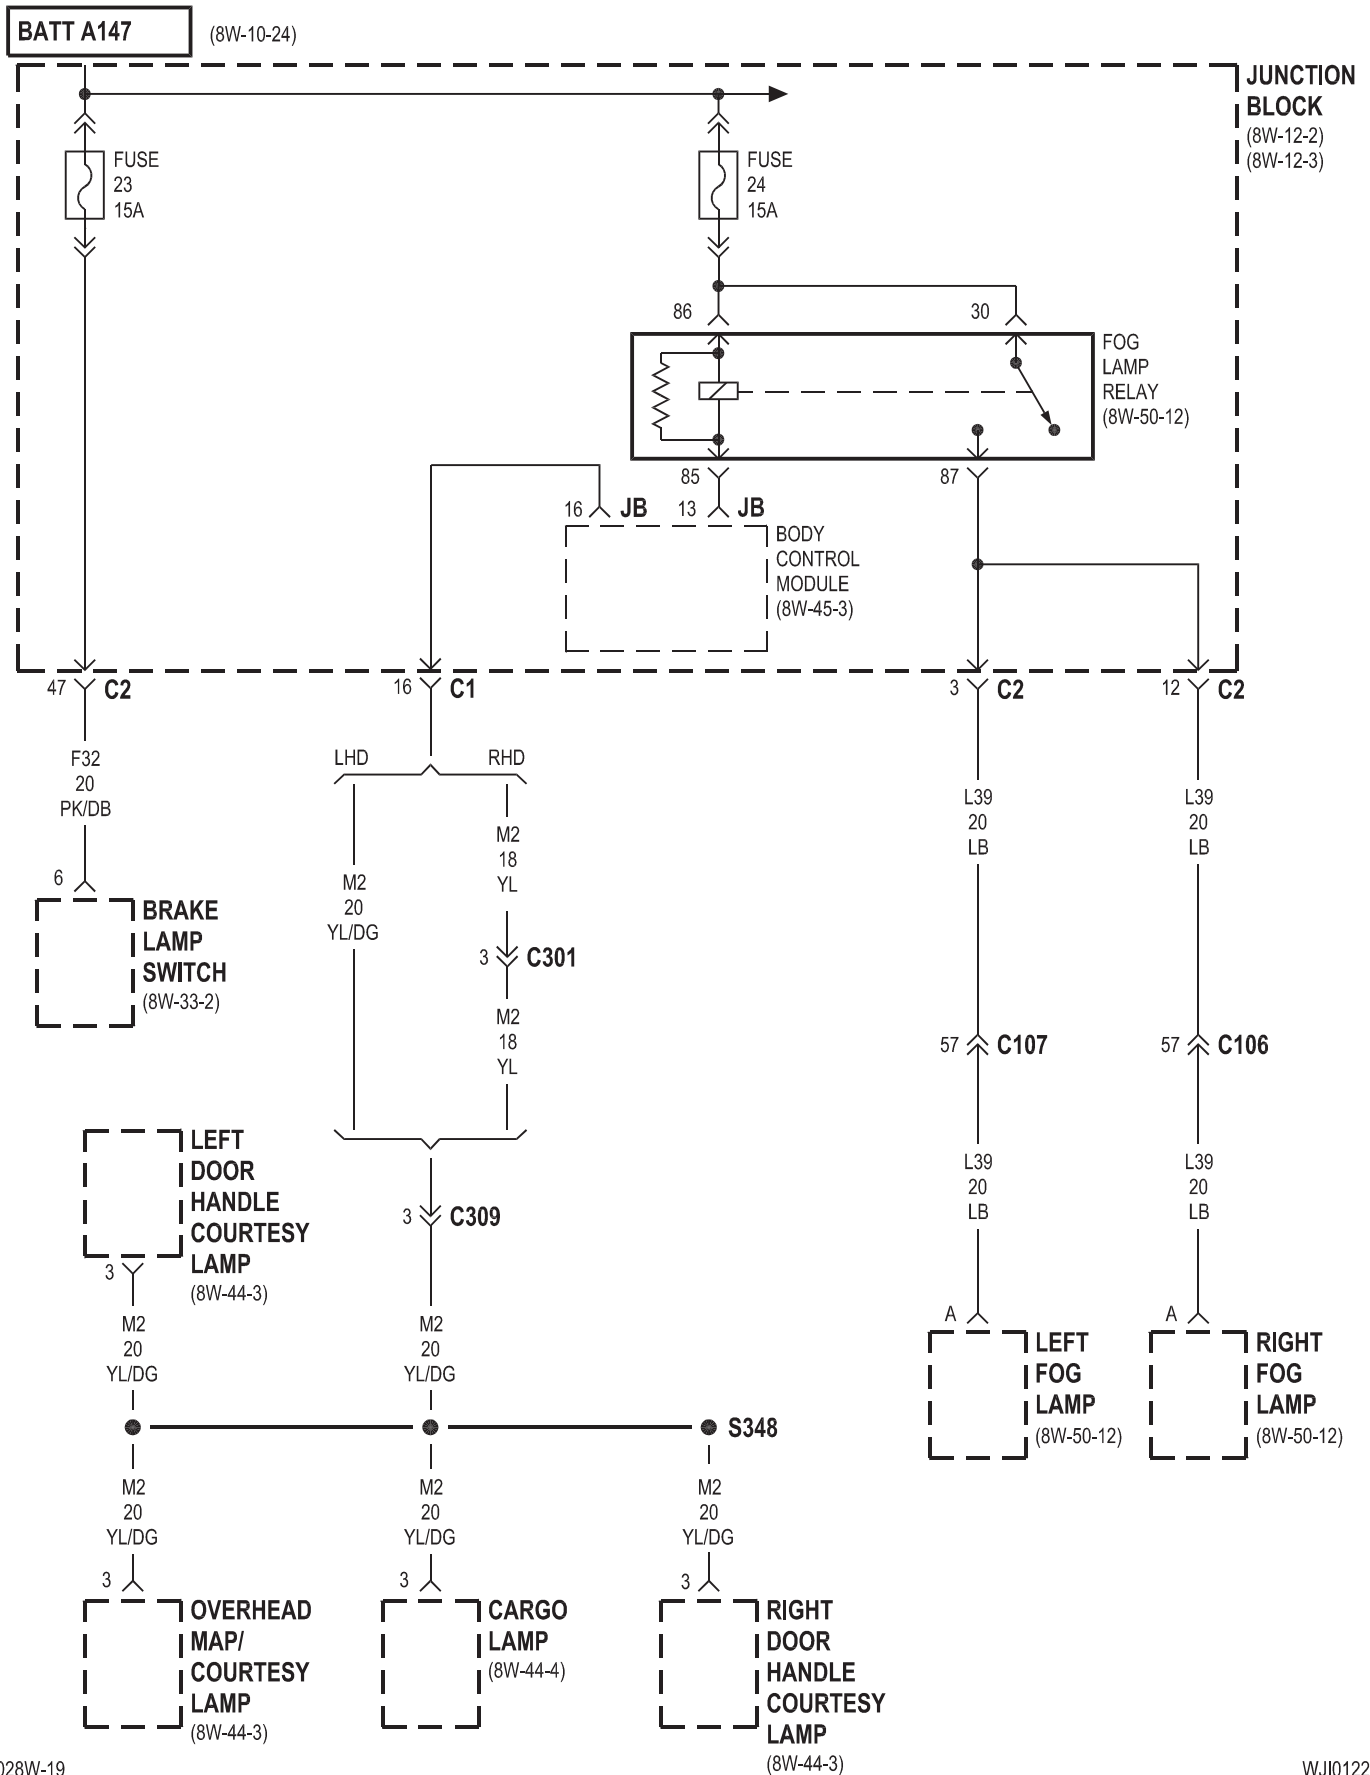 BATT A147
(8W-10-24)
JUNCTION
BLOCK
(8W-12-2)
(8W-12-3)
FUSE
23
15A
FUSE
24
15A
86
30
FOG
LAMP
RELAY
(8W-50-12)
85
87
16
JB
13
JB
BODY
CONTROL
MODULE
(8W-45-3)
47
C2
16
C1
3
C2
12
C2
F32
20
PK/DB
LHD
RHD
L39
20
LB
L39
20
LB
M2
18
YL
M2
20
YL/DG
6
BRAKE
LAMP
SWITCH
(8W-33-2)
3
C301
M2
18
YL
57
C107
57
C106
LEFT
DOOR
HANDLE
COURTESY
LAMP
(8W-44-3)
3
L39
20
LB
L39
20
LB
3
C309
M2
20
YL/DG
M2
20
YL/DG
A
LEFT
FOG
LAMP
(8W-50-12)
A
RIGHT
FOG
LAMP
(8W-50-12)
S348
M2
20
YL/DG
M2
20
YL/DG
M2
20
YL/DG
3
OVERHEAD
MAP/
COURTESY
LAMP
(8W-44-3)
3
CARGO
LAMP
(8W-44-4)
3
RIGHT
DOOR
HANDLE
COURTESY
LAMP
(8W-44-3)
028W-19
WJI0122